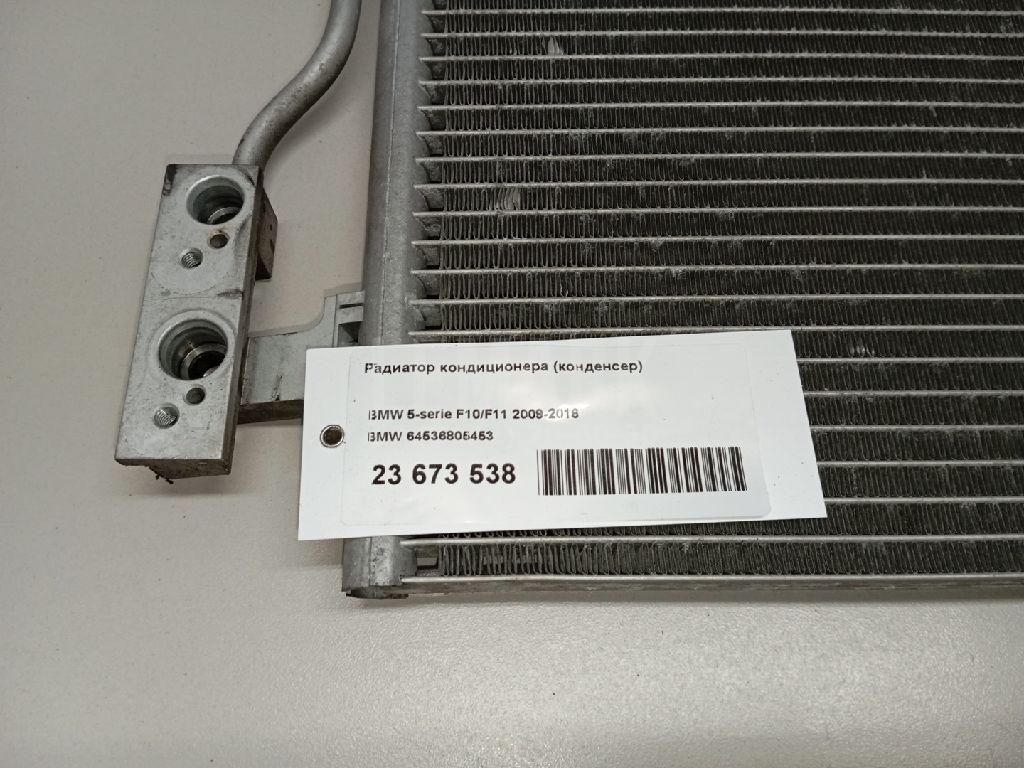 Радиатор кондиционера (конденсер)
BMW 5-serie F10/F11 2009-2016
BMW 64536805453
23 673 538